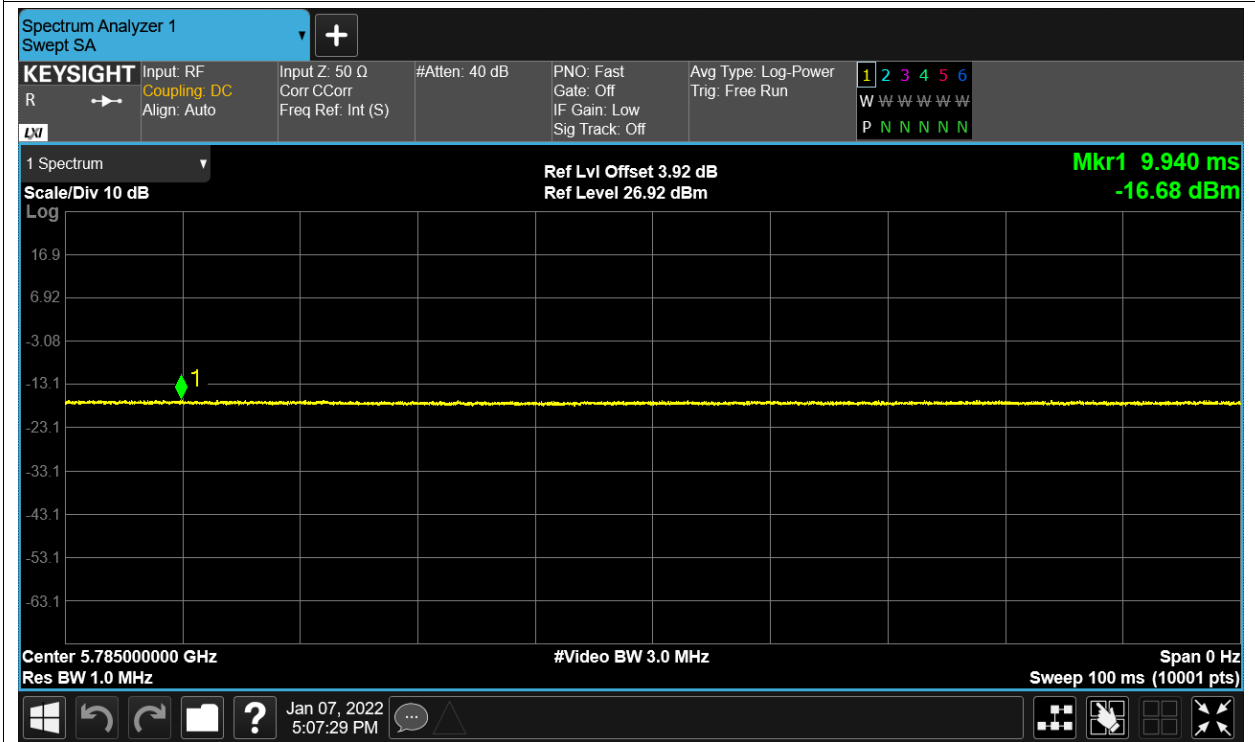 Spectrum Analyzer 1
Swept SA
+
KEYSIGHT
R
LXI
Input: RF
Coupling: DC
Align: Auto
Input Z: 50 Ω
Corr CCorr
Freq Ref: Int (S)
#Atten: 40 dB
PNO: Fast
Gate: Off
IF Gain: Low
Sig Track: Off
Avg Type: Log-Power
Trig: Free Run
1 2 3 4 5 6
W W W W W W
P N N N N N
1 Spectrum
Scale/Div 10 dB
Ref Lvl Offset 3.92 dB
Ref Level 26.92 dBm
Mkr1 9.940 ms
-16.68 dBm
Log
16.9
6.92
-3.08
1
-13.1
-23.1
-33.1
-43.1
-53.1
-63.1
Center 5.785000000 GHz
Res BW 1.0 MHz
#Video BW 3.0 MHz
Span 0 Hz
Sweep 100 ms (10001 pts)
?
Jan 07, 2022
5:07:29 PM